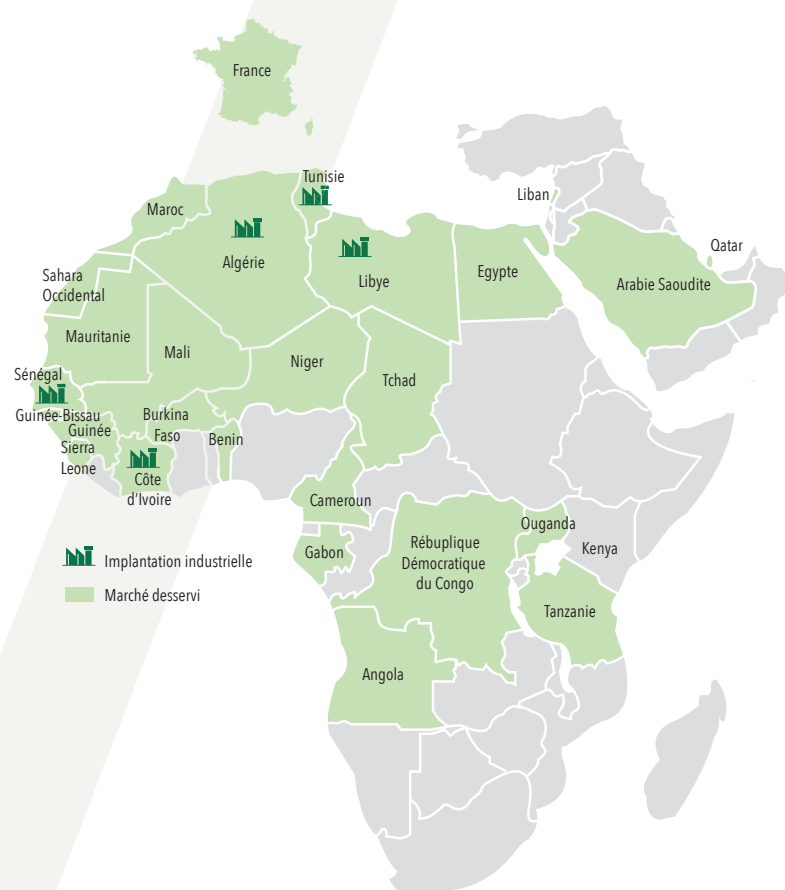 France
Tunisie
Liban
Maroc
Qatar
Algérie
Libye
Egypte
Arabie Saoudite
Sahara
Occidental
Mauritanie
Mali
Niger
Tchad
Sénégal
Guinée-Bissau
Guinée
Sierra
Leone
Burkina
Faso
Benin
Côte
d'Ivoire
Cameroun
Ouganda
Kenya
Gabon
Rébuplique
Démocratique
du Congo
Tanzanie
Angola
Implantation industrielle
Marché desservi